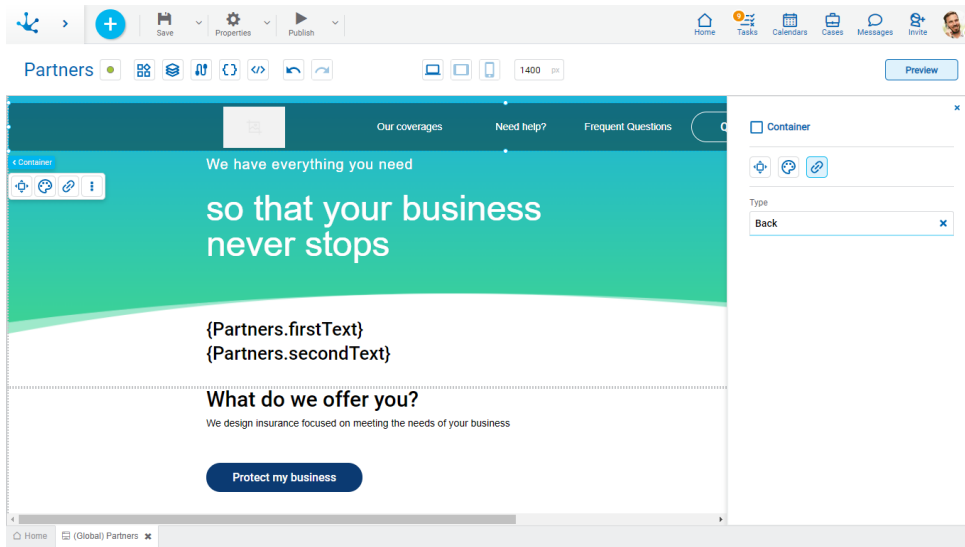 Save
Properties
Publish
Home
9
Tasks
Calendars
Cases
Messages
Invite
Partners
1400 px
Preview
Our coverages
Need help?
Frequent Questions
Container
Container
We have everything you need
so that your business
never stops
Type
Back
{Partners.firstText}
{Partners.secondText}
What do we offer you?
We design insurance focused on meeting the needs of your business
Protect my business
Home
(Global) Partners